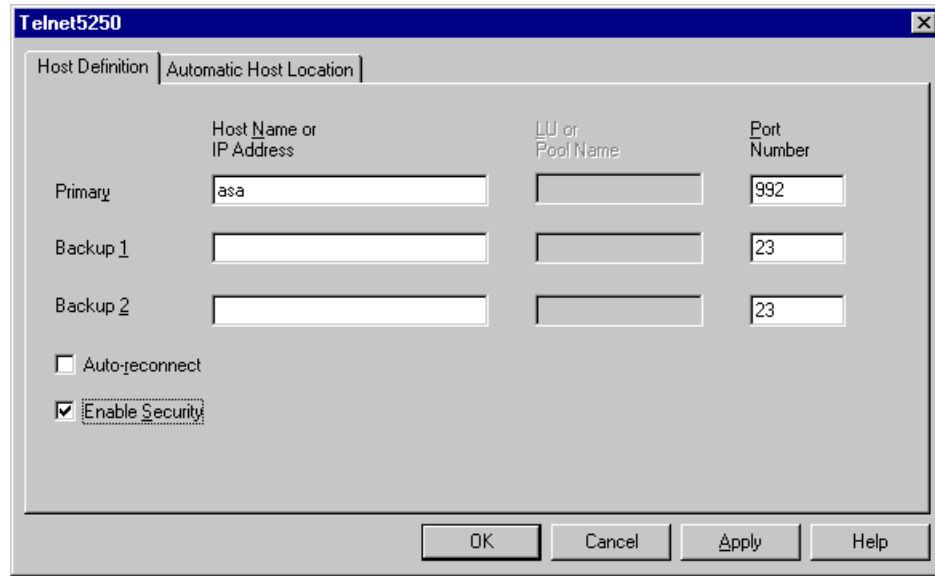 Telnet5250
Host Definition
Automatic Host Location
Host Name or
IP Address
LU or
Pool Name
Port
Number
Primary
asa
992
Backup 1
23
Backup 2
23
Auto-reconnect
Enable Security
OK
Cancel
Apply
Help